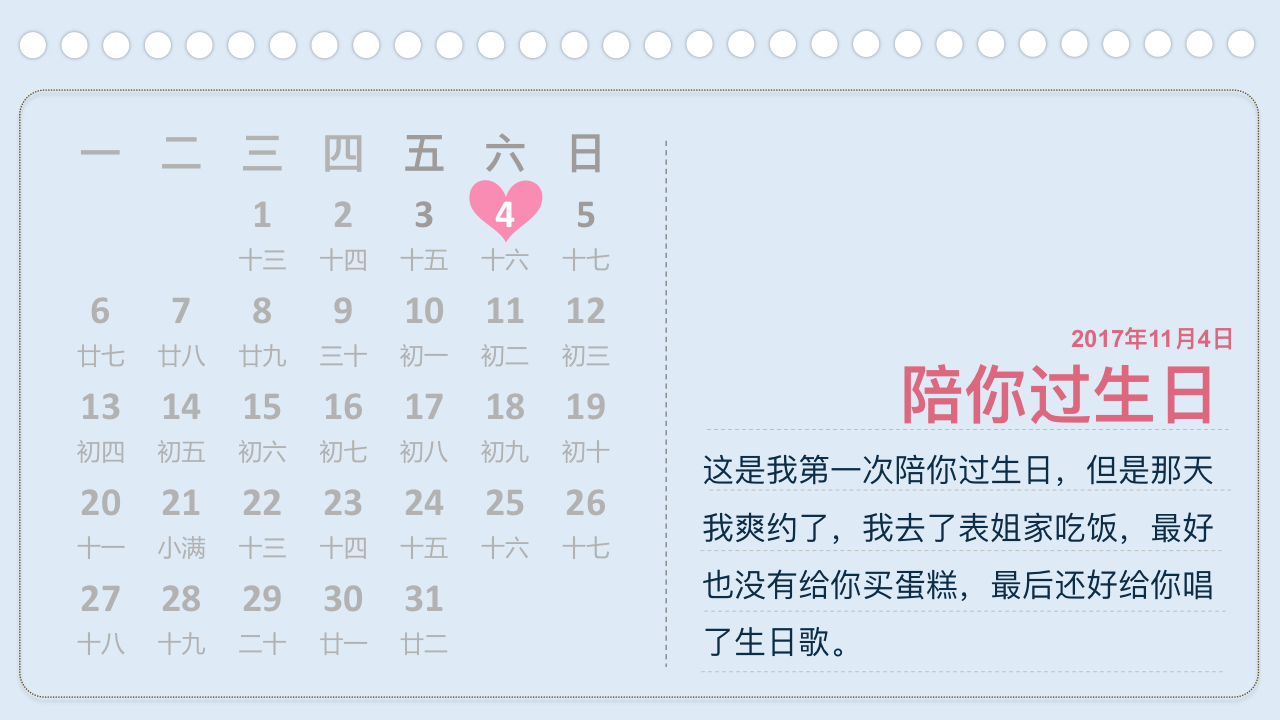 一 二 三 四 五 六 日
1 2 3 4 5
十三 十四 十五 十六 十七
6 7 8 9 10 11 12
廿七 廿八 廿九 三十 初一 初二 初三
13 14 15 16 17 18 19
初四 初五 初六 初七 初八 初九 初十
20 21 22 23 24 25 26
十一 小满 十三 十四 十五 十六 十七
27 28 29 30 31
十八 十九 二十 廿一 廿二
2017年11月4日
陪你过生日
这是我第一次陪你过生日，但是那天
我爽约了，我去了表姐家吃饭，最好
也没有给你买蛋糕，最后还好给你唱
了生日歌。